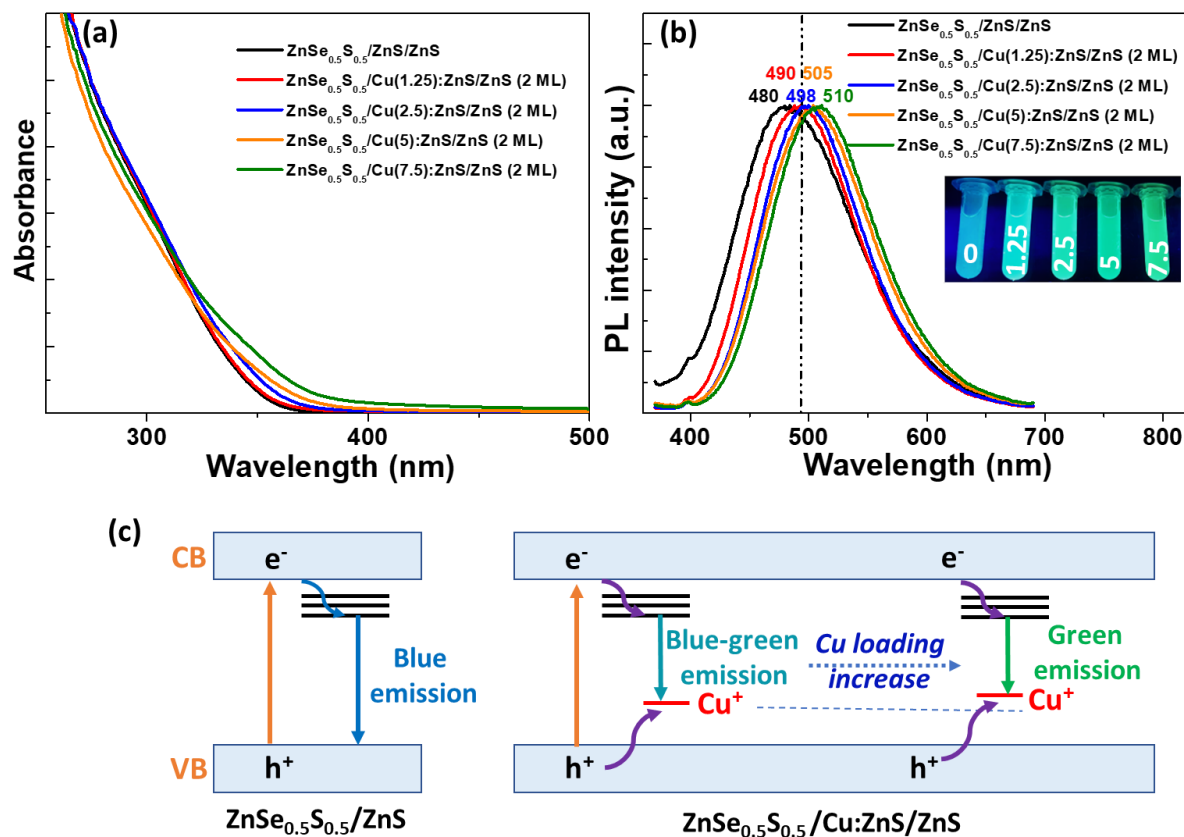 (a)
ZnSe0.5S0.5/ZnS/ZnS
ZnSe0.5S0.5/Cu(1.25):ZnS/ZnS (2 ML)
ZnSe0.5S0.5/Cu(2.5):ZnS/ZnS (2 ML)
ZnSe0.5S0.5/Cu(5):ZnS/ZnS (2 ML)
ZnSe0.5S0.5/Cu(7.5):ZnS/ZnS (2 ML)
Absorbance
300
400
500
Wavelength (nm)
(b)
ZnSe0.5S0.5/ZnS/ZnS
ZnSe0.5S0.5/Cu(1.25):ZnS/ZnS (2 ML)
ZnSe0.5S0.5/Cu(2.5):ZnS/ZnS (2 ML)
ZnSe0.5S0.5/Cu(5):ZnS/ZnS (2 ML)
ZnSe0.5S0.5/Cu(7.5):ZnS/ZnS (2 ML)
490 505
480 498 510
0
1.25
2.5
5
7.5
PL intensity (a.u.)
400
500
600
700
800
Wavelength (nm)
(c)
CB
e-
Blue
emission
VB
h+
ZnSe0.5S0.5/ZnS
e-
Blue-green
emission
Cu+
h+
Cu loading
increase
e-
Green
emission
Cu+
h+
ZnSe0.5S0.5/Cu:ZnS/ZnS